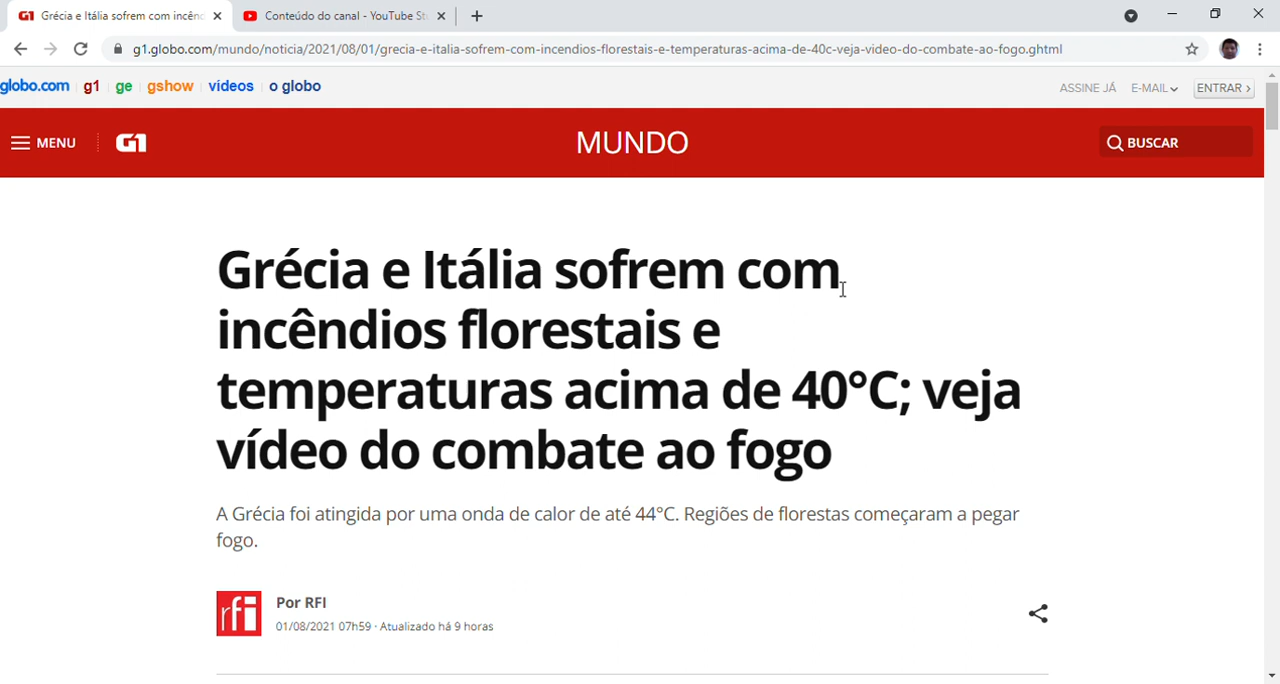 G1 Grécia e Itália sofrem com incênc
Conteúdo do canal - YouTube St
g1.globo.com/mundo/noticia/2021/08/01/grecia-e-italia-sofrem-com-incendios-florestais-e-temperaturas-acima-de-40c-veja-video-do-combate-ao-fogo.ghtml
globo.com g1 ge gshow videos o globo
ASSINE JÁ E-MAIL ENTRAR ›
MENU G1 MUNDO BUSCAR
Grécia e Itália sofrem com
incêndios florestais e
temperaturas acima de 40°C; veja
vídeo do combate ao fogo
A Grécia foi atingida por uma onda de calor de até 44°C. Regiões de florestas começaram a pegar
fogo.
rfi
Por RFI
01/08/2021 07h59 · Atualizado há 9 horas